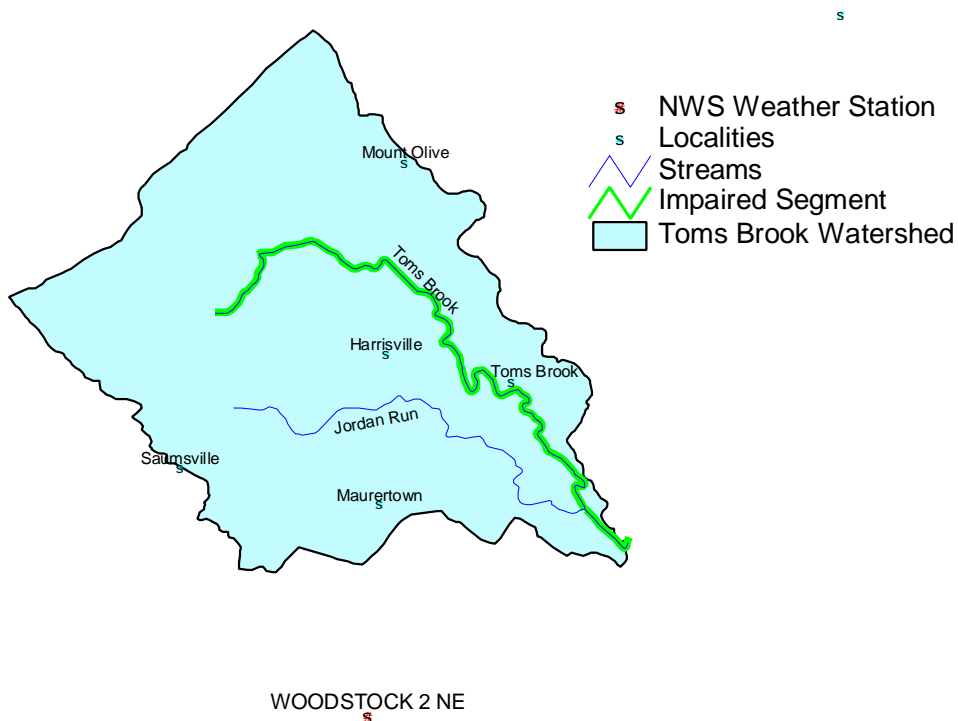 s
s NWS Weather Station
s Localities
Streams
Impaired Segment
Toms Brook Watershed
Mount Olive
s
Toms Brook
Harrisville
s
Toms Brook
s
Jordan Run
Saumsville
s
Maurertown
s
WOODSTOCK 2 NE
s